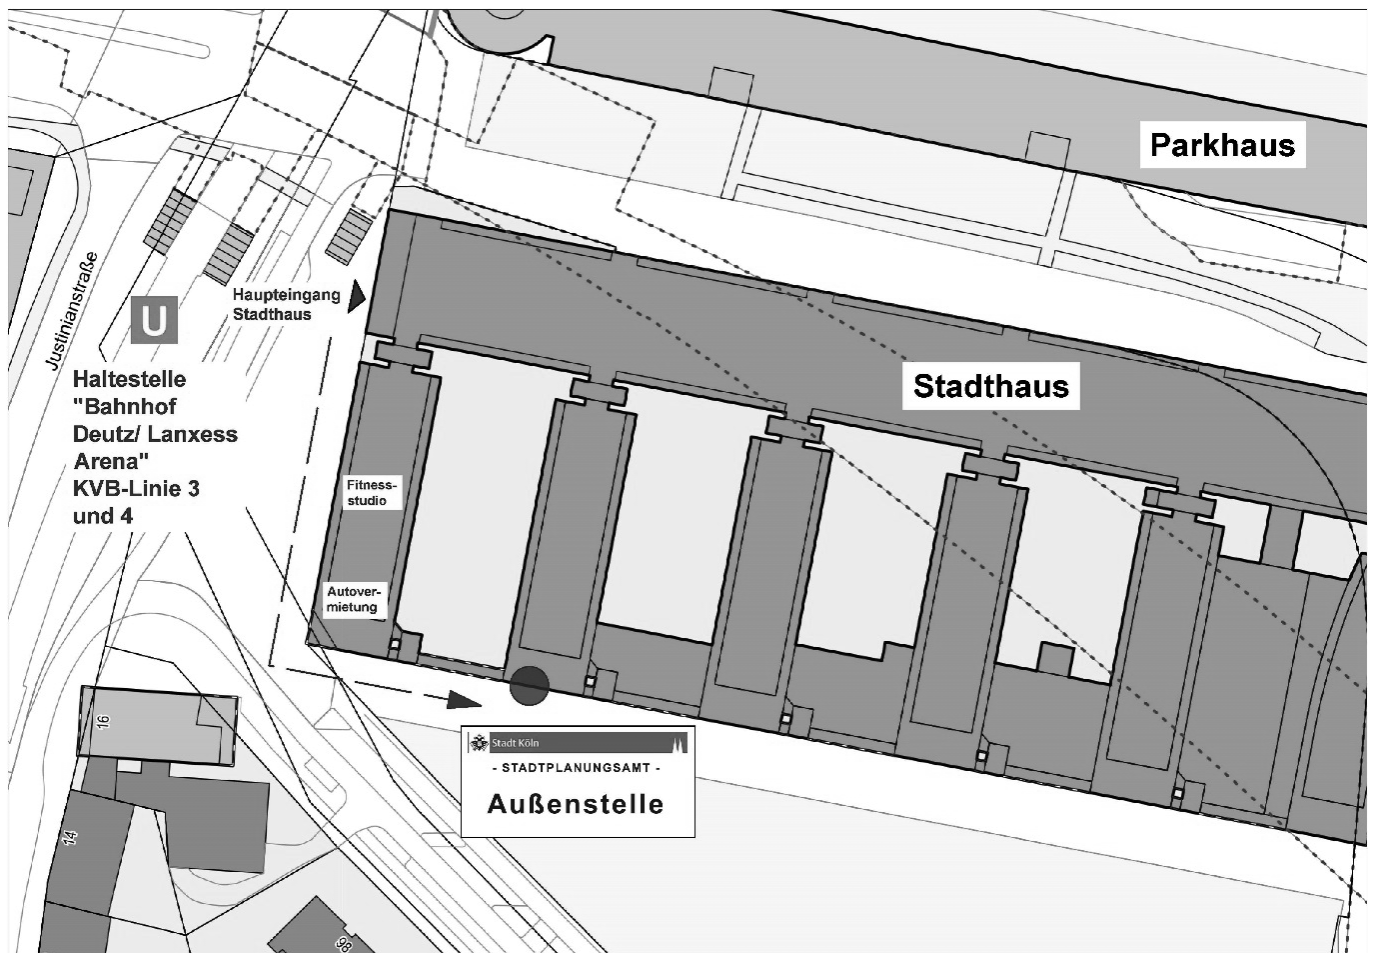 Parkhaus
Justinianstraße
U
Haupteingang
Stadthaus
Haltestelle
"Bahnhof
Deutz/ Lanxess
Arena"
KVB-Linie 3
und 4
Stadthaus
Fitness-
studio
Autover-
mietung
16
14
98
Stadt Köln
- STADTPLANUNGSAMT -
Außenstelle